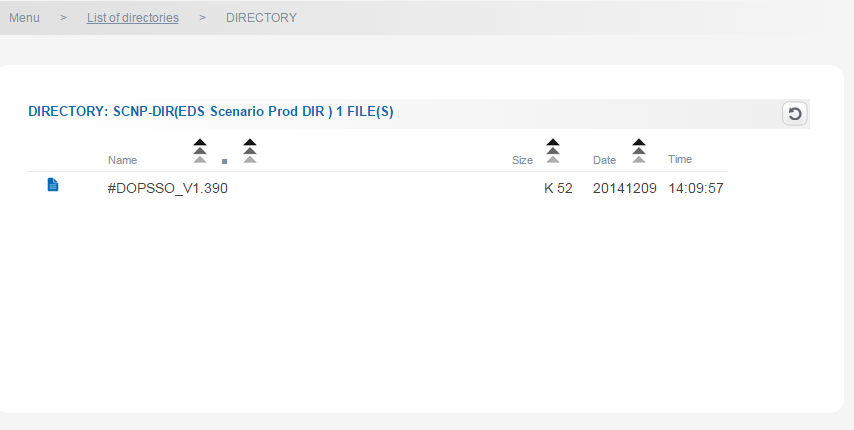 Menu > List of directories > DIRECTORY
DIRECTORY: SCNP-DIR(EDS Scenario Prod DIR ) 1 FILE(S)
Name . Size Date Time
#DOPSSO_V1.390 K 52 20141209 14:09:57